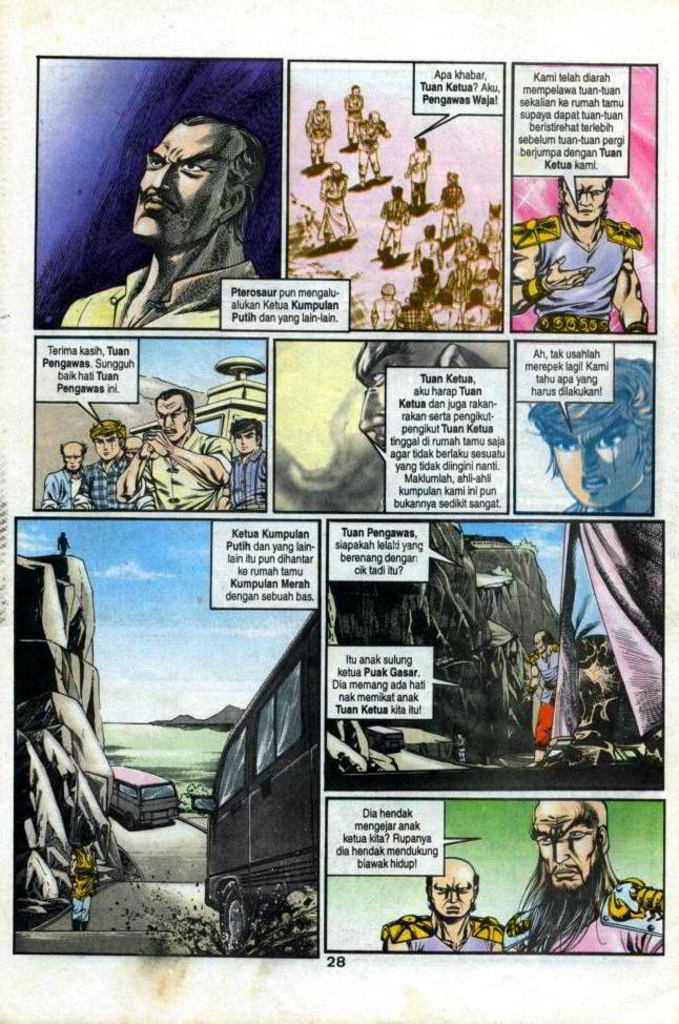 Pterosaur pun mengalu-
alukan Ketua Kumpulan
Putih dan yang lain-lain.
Apa khabar,
Tuan Ketua? Aku,
Pengawas Waja!
Kami telah diarah
mempelawa tuan-tuan
sekalian ke rumah tamu
supaya dapat tuan-tuan
beristirehat terlebih
sebelum tuan-tuan pergi
berjumpa dengan Tuan
Ketua kami.
Terima kasih, Tuan
Pengawas. Sungguh
baik hati Tuan
Pengawas ini.
Tuan Ketua,
aku harap Tuan
Ketua dan juga rakan-
rakan serta pengikut-
pengikut Tuan Ketua
tinggal di rumah tamu saja
agar tidak berlaku sesuatu
yang tidak diingini nanti.
Maklumlah, ahli-ahli
kumpulan kami ini pun
bukannya sedikit sangat.
Ah, tak usahlah
merepek lagi! Kami
tahu apa yang
harus dilakukan!
Ketua Kumpulan
Putih dan yang lain-
lain itu pun dihantar
ke rumah tamu
Kumpulan Merah
dengan sebuah bas.
Tuan Pengawas,
siapakah lelaki yang
berenang dengan
cik tadi itu?
Itu anak sulung
ketua Puak Gasar.
Dia memang ada hati
nak memikat anak
Tuan Ketua kita itu!
Dia hendak
mengejar anak
ketua kita? Rupanya
dia hendak mendukung
biawak hidup!
28